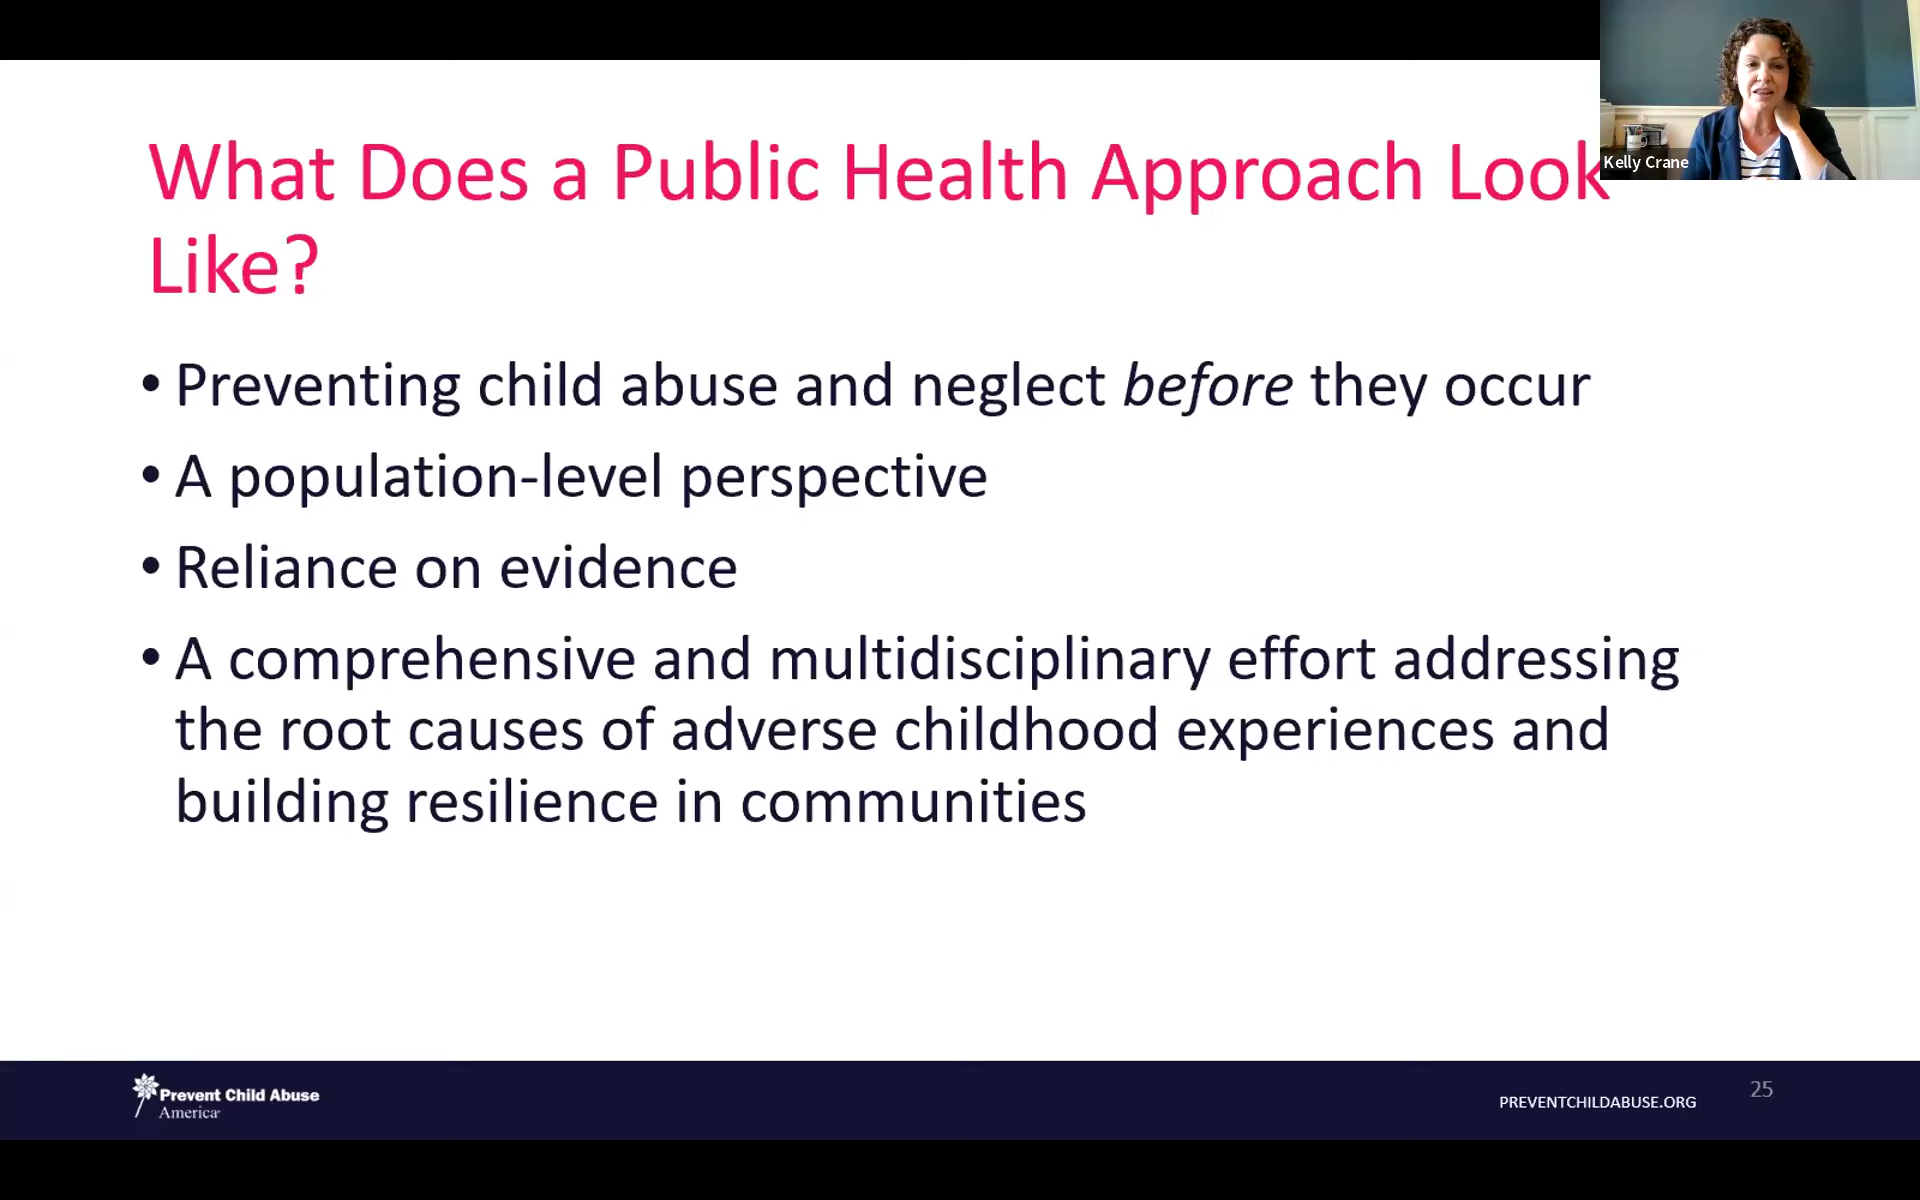 What Does a Public Health Approach Look
Like?
Kelly Crane
• Preventing child abuse and neglect before they occur
• A population-level perspective
• Reliance on evidence
• A comprehensive and multidisciplinary effort addressing
the root causes of adverse childhood experiences and
building resilience in communities
Prevent Child Abuse
America
PREVENTCHILDABUSE.ORG
25